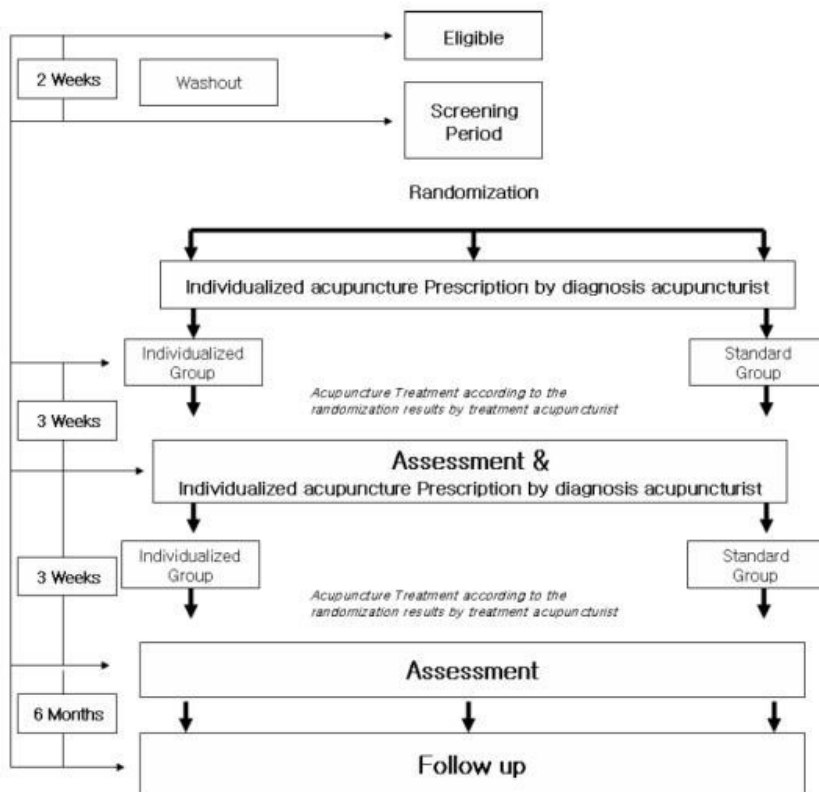 Eligible
2 Weeks
Washout
Screening
Period
Randomization
Individualized acupuncture Prescription by diagnosis acupuncturist
Individualized
Group
Standard
Group
Acupuncture Treatment according to the
randomization results by treatment acupuncturist
3 Weeks
Assessment &
Individualized acupuncture Prescription by diagnosis acupuncturist
Individualized
Group
Standard
Group
3 Weeks
Acupuncture Treatment according to the
randomization results by treatment acupuncturist
Assessment
6 Months
Follow up